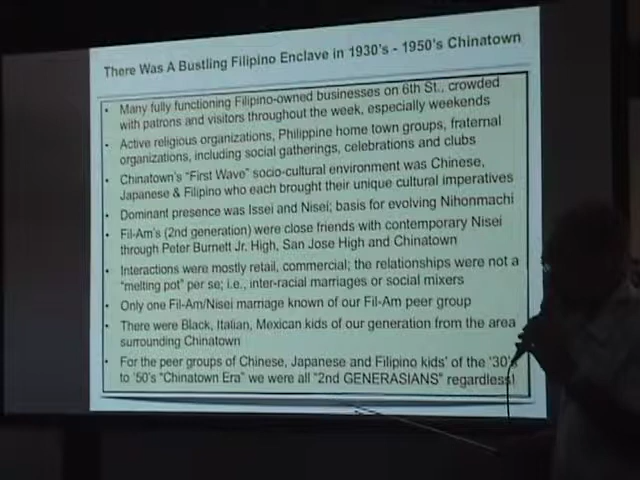 There Was A Bustling Filipino Enclave in 1930's - 1950's Chinatown
• Many fully functioning Filipino-owned businesses on 6th St., crowded
with patrons and visitors throughout the week, especially weekends
• Active religious organizations, Philippine home town groups, fraternal
organizations, including social gatherings, celebrations and clubs
• Chinatown's "First Wave" socio-cultural environment was Chinese,
Japanese & Filipino who each brought their unique cultural imperatives
• Dominant presence was Issei and Nisei; basis for evolving Nihonmachi
• Fil-Am's (2nd generation) were close friends with contemporary Nisei
through Peter Burnett Jr. High, San Jose High and Chinatown
• Interactions were mostly retail, commercial; the relationships were not a
"melting pot" per se; i.e., inter-racial marriages or social mixers
• Only one Fil-Am/Nisei marriage known of our Fil-Am peer group
• There were Black, Italian, Mexican kids of our generation from the area
surrounding Chinatown
• For the peer groups of Chinese, Japanese and Filipino kids' of the '30's
to '50's "Chinatown Era" we were all "2nd GENERASIANS" regardless!